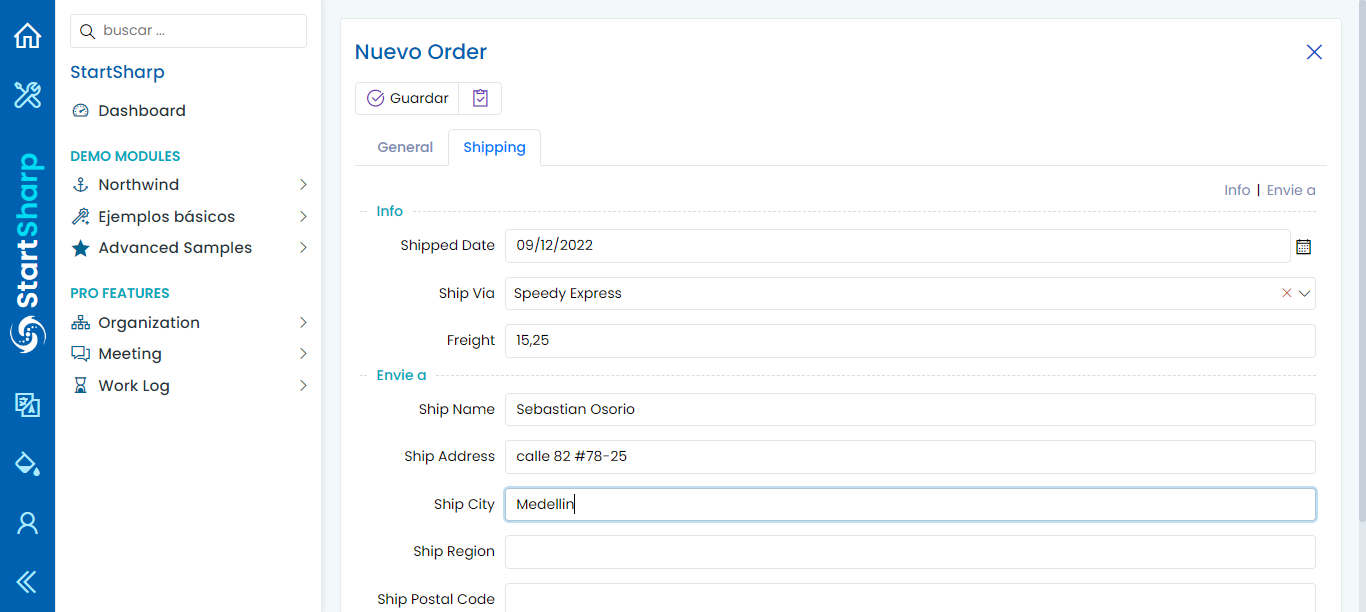 StartSharp
buscar ...
StartSharp
Dashboard
DEMO MODULES
Northwind
Ejemplos básicos
Advanced Samples
PRO FEATURES
Organization
Meeting
Work Log
Nuevo Order
Guardar
General Shipping
Info | Envie a
Info
Shipped Date 09/12/2022
Ship Via Speedy Express
Freight 15,25
Envie a
Ship Name Sebastian Osorio
Ship Address calle 82 #78-25
Ship City Medellin
Ship Region
Ship Postal Code